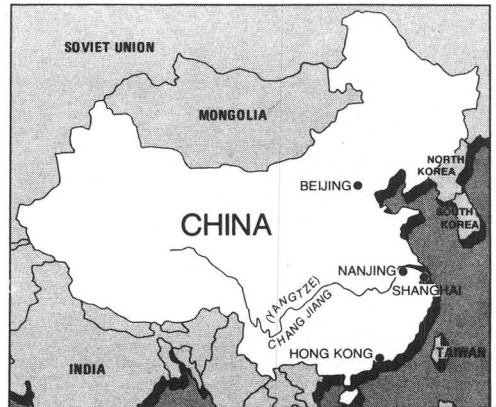 SOVIET UNION
MONGOLIA
NORTH
KOREA
BEIJING
SOUTH
KOREA
CHINA
NANJING
SHANGHAI
(YANGTZE)
CHANG JIANG
HONG KONG
TAIWAN
INDIA